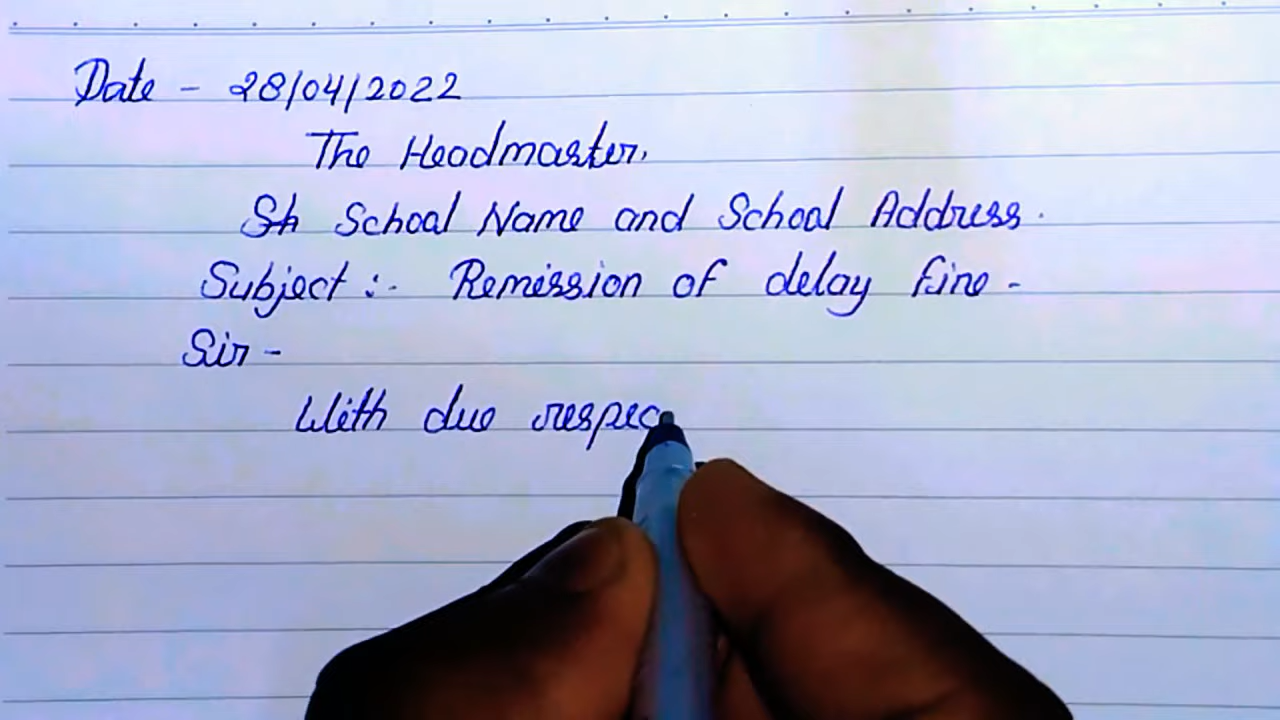 Date - 28/04/2022
The Headmaster,
Sh School Name and School Address.
Subject :- Remission of delay fine -
Sir -
With due respec